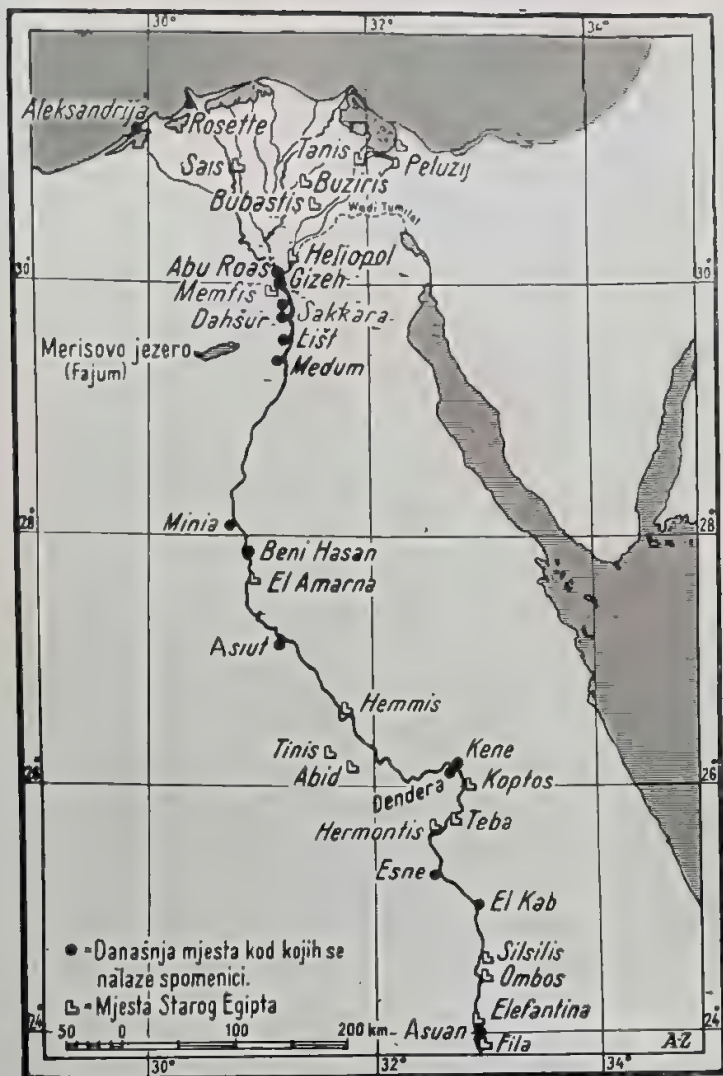 30° 32° 34°
Aleksandrija
Rosette
Tanis
Peluzij
Sais
Buziris
Bubastis
Wadi Tumilat
Heliopol
Abu Roaš
30° 30°
Gizeh
Memfis
Sakkara
Dahšur
Lišt
Merisovo jezero
(Fajum)
Medum
28° 28°
Minia
Beni Hasan
El Amarna
Asiut
Hemmis
Tinis
Abid
Kene
26° 26°
Dendera
Koptos
Hermontis
Teba
Esne
El Kab
Silsilis
Ombos
Elefantina
Asuan
Fila
24° 24°
=Današnja mjesta kod kojih se
nalaze spomenici.
=Mjesta Starog Egipta
50 0 100 200 km
A-Z
30° 32° 34°